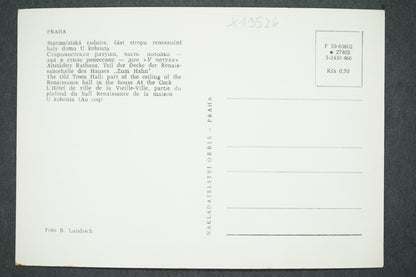 X19526
PRAHA
Staroměstská radnice, část stropu renesanční
haly domu U kohouta
Староместская ратуша, часть потолка —
зал в стиле ренессанс — дом »У петуха«
Altstädter Rathaus, Teil der Decke der Renais-
sancehalle des Hauses „Zum Hahn"
The Old Town Hall; part of the ceiling of the
Renaissance hall in the house At the Cock
L'Hôtel de ville de la Vieille-Ville, partie du
plafond du hall Renaissance de la maison
U kohouta (Au coq)
Foto E. Landisch
NAKLADATELSTVÍ ORBIS - PRAHA
F 10-63602
★ 27403
3-0430 466
Kčs 0,70